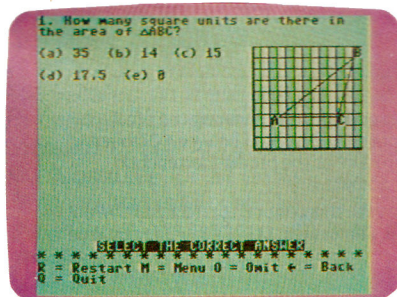 1. How many square units are there in
the area of △ABC?
(a) 35 (b) 14 (c) 15
(d) 17.5 (e) 0
B
A C
SELECT THE CORRECT ANSWER
* * * * * * * * * * * * * * * * * * *
R = Restart M = Menu O = Omit ← = Back
Q = Quit